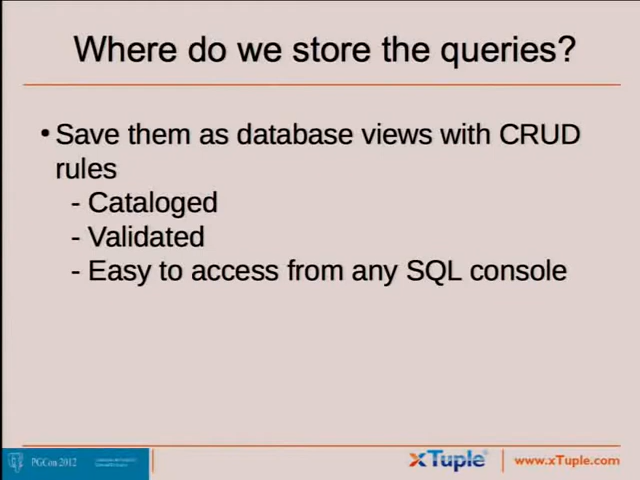 Where do we store the queries?
• Save them as database views with CRUD
rules
- Cataloged
- Validated
- Easy to access from any SQL console
PGCon 2012
xTuple
www.xTuple.com